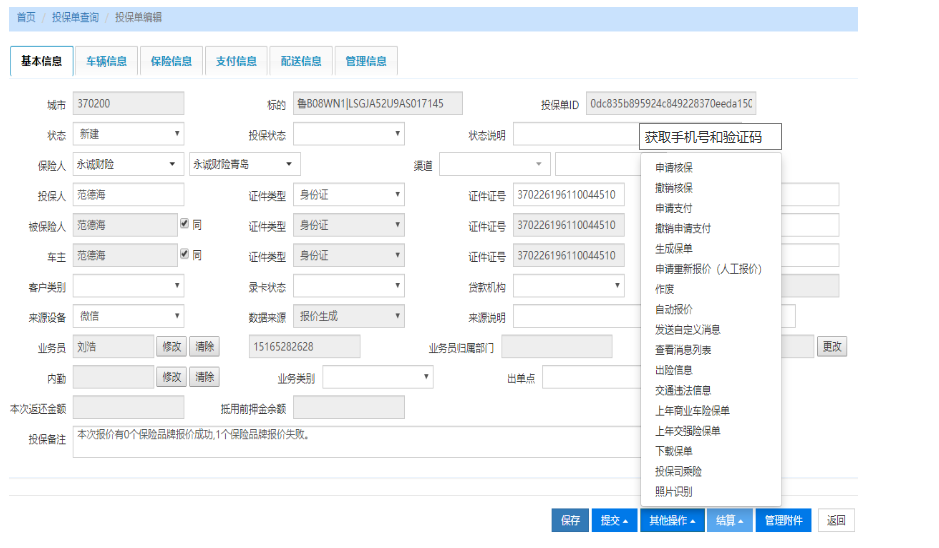 首页 / 投保单查询 / 投保单编辑
基本信息 车辆信息 保险信息 支付信息 配送信息 管理信息
城市 370200 标的 鲁B08WN1|LSGJA52U9AS017145 投保单ID 0dc835b895924c849228370eeda150
状态 新建 投保状态 状态说明
保险人 永诚财险 永诚财险青岛 渠道
投保人 范德海 证件类型 身份证 证件证号 370226196110044510
被保险人 范德海 同 证件类型 身份证 证件证号 370226196110044510
车主 范德海 同 证件类型 身份证 证件证号 370226196110044510
客户类别 录卡状态 贷款机构
来源设备 微信 数据来源 报价生成 来源说明
业务员 刘浩 修改 清除 15165282628 业务员归属部门 更改
内勤 修改 清除 业务类别 出单点
本次返还金额 抵用前押金余额
投保备注 本次报价有0个保险品牌报价成功,1个保险品牌报价失败。
获取手机号和验证码
申请核保
撤销核保
申请支付
撤销申请支付
生成保单
申请重新报价（人工报价）
作废
自动报价
发送自定义消息
查看消息列表
出险信息
交通违法信息
上年商业车险保单
上年交强险保单
下载保单
投保司乘险
照片识别
保存 提交 其他操作 结算 管理附件 返回